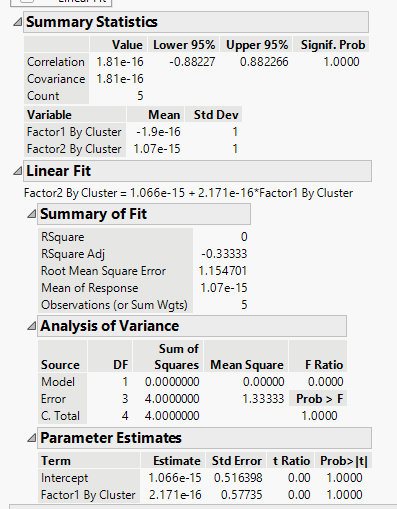 Linear Fit
Summary Statistics
Value Lower 95% Upper 95% Signif. Prob
Correlation 1.81e-16 -0.88227 0.882266 1.0000
Covariance 1.81e-16
Count 5
Variable Mean Std Dev
Factor1 By Cluster -1.9e-16 1
Factor2 By Cluster 1.07e-15 1
Linear Fit
Factor2 By Cluster = 1.066e-15 + 2.171e-16*Factor1 By Cluster
Summary of Fit
RSquare 0
RSquare Adj -0.33333
Root Mean Square Error 1.154701
Mean of Response 1.07e-15
Observations (or Sum Wgts) 5
Analysis of Variance
Sum of
Source DF Squares Mean Square F Ratio
Model 1 0.0000000 0.00000 0.0000
Error 3 4.0000000 1.33333 Prob > F
C. Total 4 4.0000000 1.0000
Parameter Estimates
Term Estimate Std Error t Ratio Prob>|t|
Intercept 1.066e-15 0.516398 0.00 1.0000
Factor1 By Cluster 2.171e-16 0.57735 0.00 1.0000